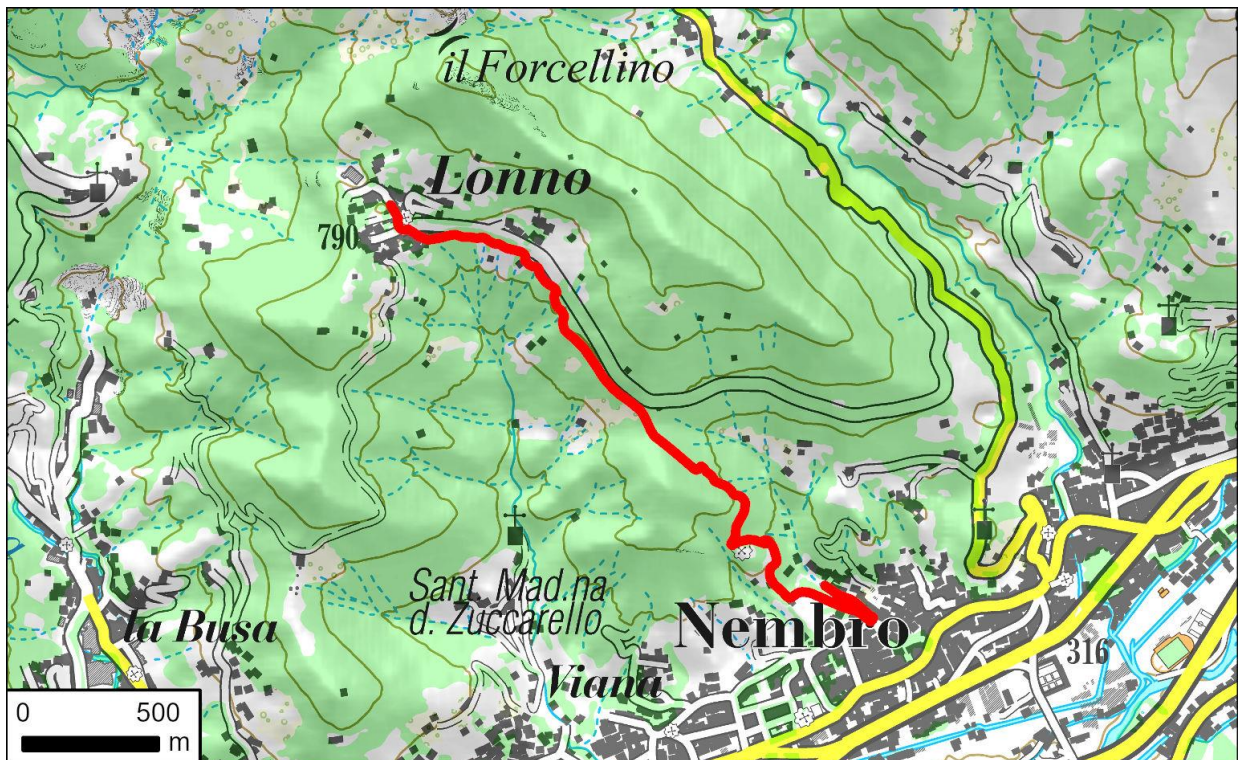 il Forcellino
Lonno
790
Sant. Mad.na
d. Zuccarello
la Busa
Nembro
316
Viana
0 500
m